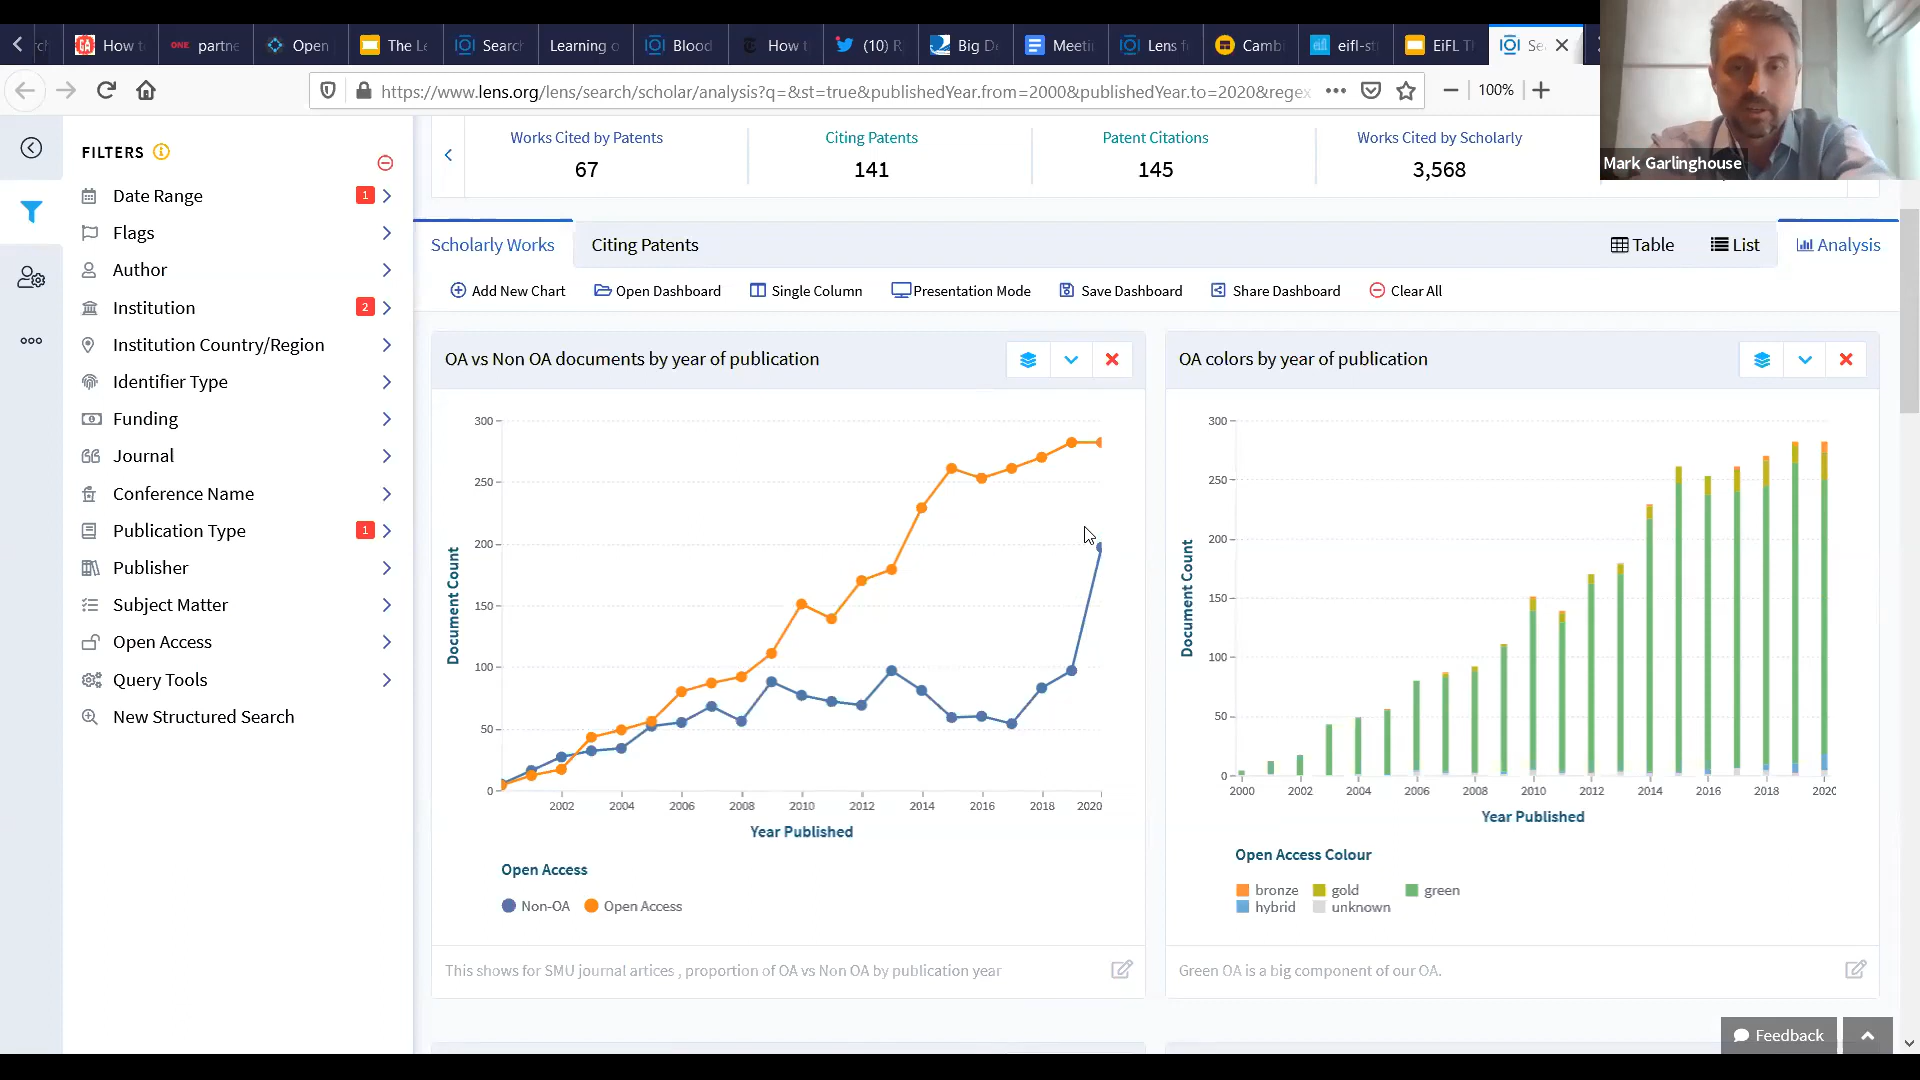 How t
ONE partne
Open
The Le
Search
Learning o
Blood
How t
(10) R
Big D
Meeti
Lens f
Camb
eifl-st
EiFL T
Se
https://www.lens.org/lens/search/scholar/analysis?q=&st=true&publishedYear.from=2000&publishedYear.to=2020&regex
100%
Mark Garlinghouse
FILTERS
Date Range 1
Flags
Author
Institution 2
Institution Country/Region
Identifier Type
Funding
Journal
Conference Name
Publication Type 1
Publisher
Subject Matter
Open Access
Query Tools
New Structured Search
Works Cited by Patents
67
Citing Patents
141
Patent Citations
145
Works Cited by Scholarly
3,568
Scholarly Works Citing Patents Table List Analysis
Add New Chart Open Dashboard Single Column Presentation Mode Save Dashboard Share Dashboard Clear All
OA vs Non OA documents by year of publication
300
250
200
150
100
50
0
Document Count
2002 2004 2006 2008 2010 2012 2014 2016 2018 2020
Year Published
Open Access
Non-OA Open Access
This shows for SMU journal artices , proportion of OA vs Non OA by publication year
OA colors by year of publication
300
250
200
150
100
50
0
Document Count
2000 2002 2004 2006 2008 2010 2012 2014 2016 2018 2020
Year Published
Open Access Colour
bronze gold green
hybrid unknown
Green OA is a big component of our OA.
Feedback